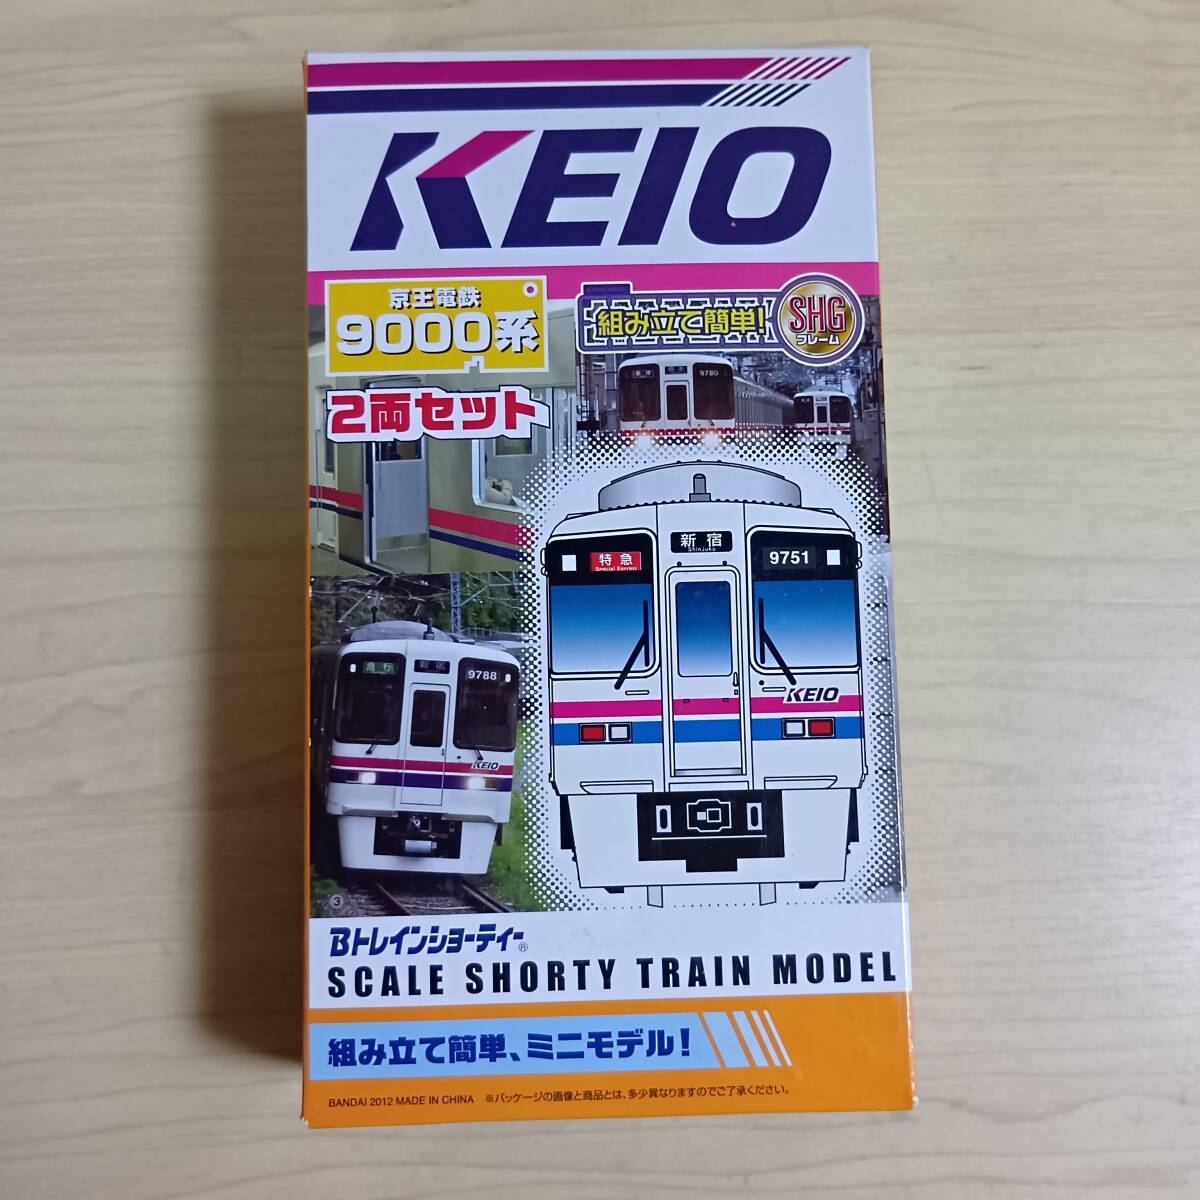 KEIO
京王電鉄
9000系
組み立て簡単!
SHG
フレーム
2両セット
9780
新宿
Shinjuku
特急
Special Express
9751
急行
新宿
9788
KEIO
KEIO
3
Bトレインショーティー®
SCALE SHORTY TRAIN MODEL
組み立て簡単、ミニモデル!
BANDAI 2012 MADE IN CHINA ※パッケージの画像と商品とは、多少異なりますのでご了承ください。